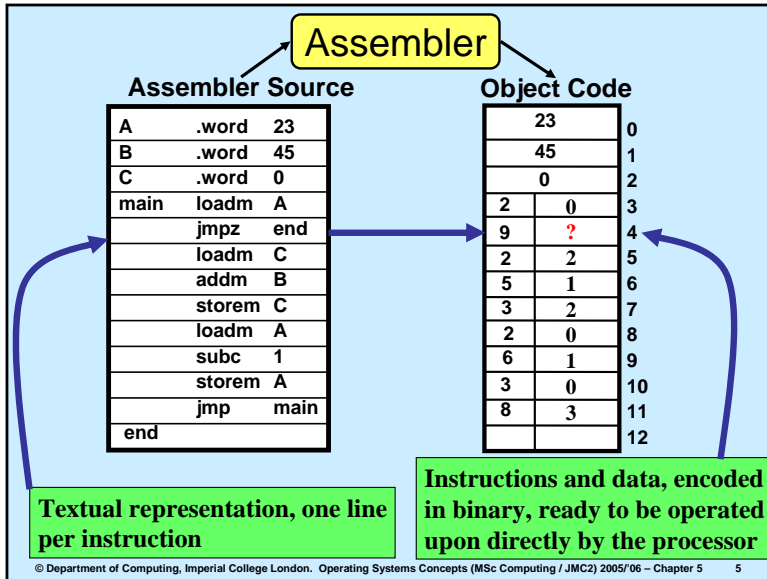 Assembler
Assembler Source
Object Code
A .word 23
B .word 45
C .word 0
main loadm A
jmpz end
loadm C
addm B
storem C
loadm A
subc 1
storem A
jmp main
end
23 0
45 1
0 2
2 0 3
9 ? 4
2 2 5
5 1 6
3 2 7
2 0 8
6 1 9
3 0 10
8 3 11
12
Textual representation, one line
per instruction
Instructions and data, encoded
in binary, ready to be operated
upon directly by the processor
© Department of Computing, Imperial College London. Operating Systems Concepts (MSc Computing / JMC2) 2005/'06 – Chapter 5 5